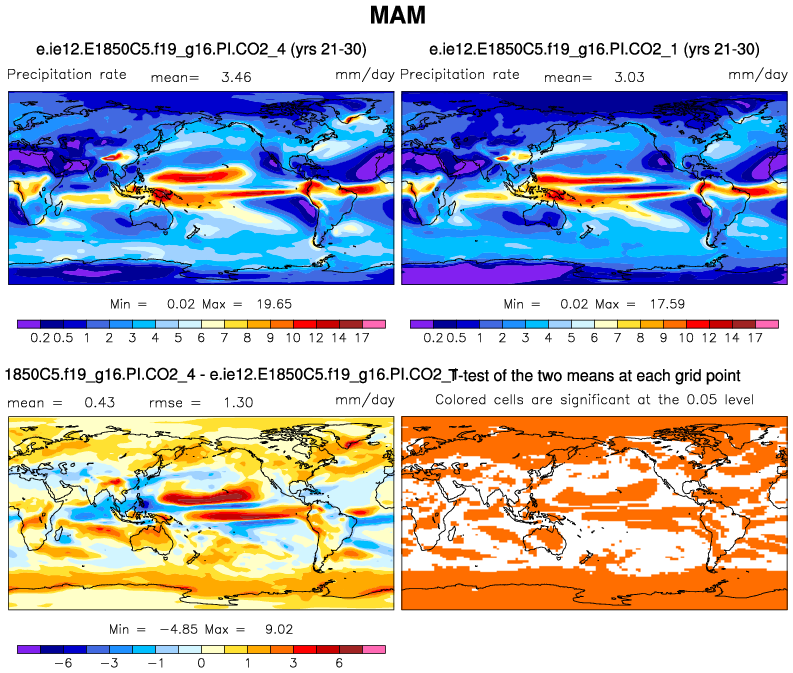 MAM
e.ie12.E1850C5.f19_g16.PI.CO2_4 (yrs 21-30)
Precipitation rate mean= 3.46 mm/day
Min = 0.02 Max = 19.65
0.2 0.5 1 2 3 4 5 6 7 8 9 10 12 14 17
e.ie12.E1850C5.f19_g16.PI.CO2_1 (yrs 21-30)
Precipitation rate mean= 3.03 mm/day
Min = 0.02 Max = 17.59
0.2 0.5 1 2 3 4 5 6 7 8 9 10 12 14 17
1850C5.f19_g16.PI.CO2_4 - e.ie12.E1850C5.f19_g16.PI.CO2_
mean = 0.43 rmse = 1.30 mm/day
Min = −4.85 Max = 9.02
−6 −3 −1 0 1 3 6
T-test of the two means at each grid point
Colored cells are significant at the 0.05 level